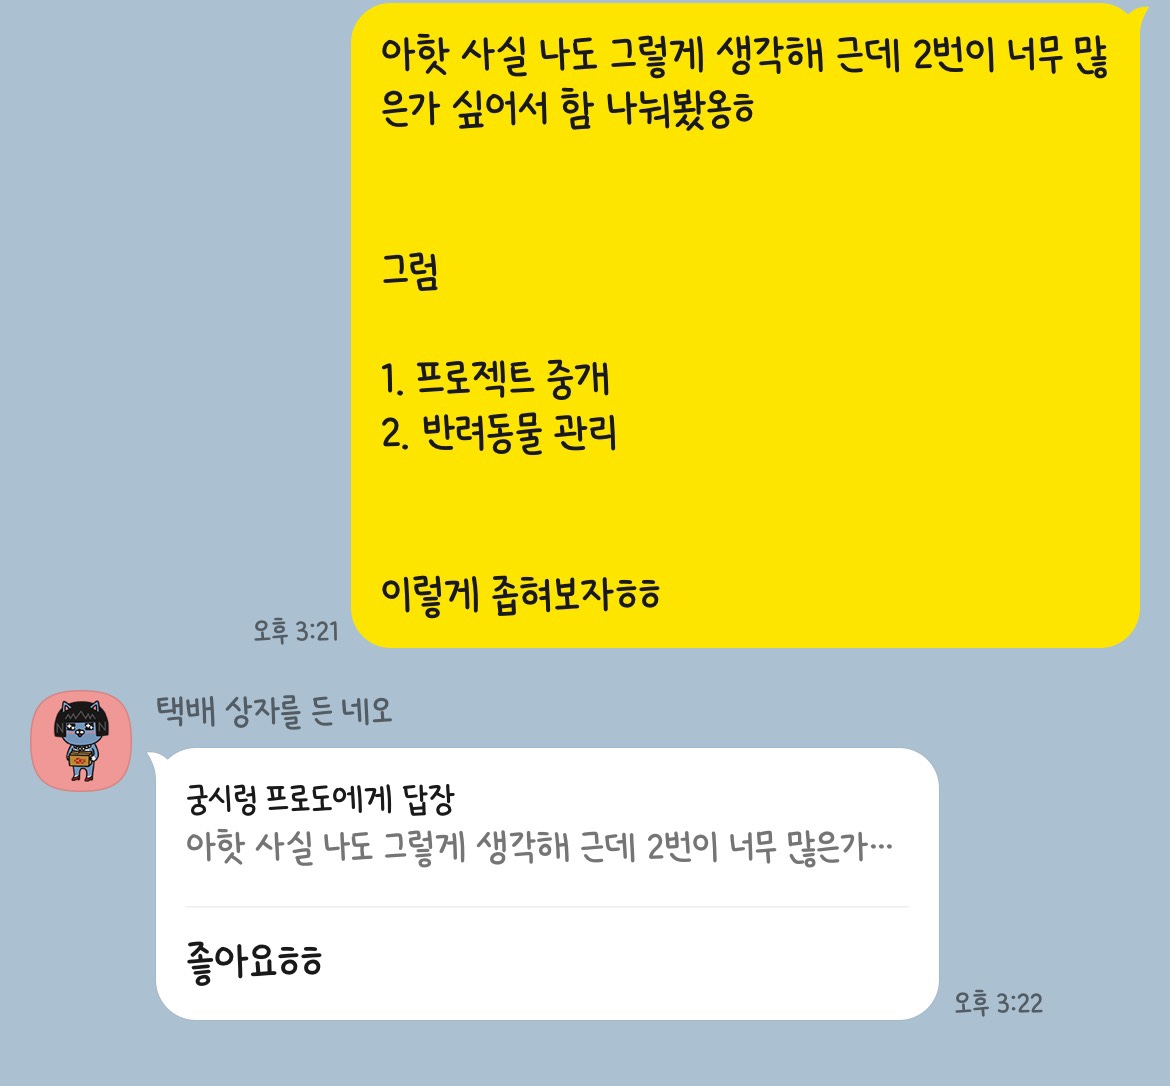 아핫 사실 나도 그렇게 생각해 근데 2번이 너무 많
은가 싶어서 함 나눠봤옹ㅎ
그럼
1. 프로젝트 중개
2. 반려동물 관리
이렇게 좁혀보자ㅎㅎ
오후 3:21
택배 상자를 든 네오
궁시렁 프로도에게 답장
아핫 사실 나도 그렇게 생각해 근데 2번이 너무 많은가…
좋아요ㅎㅎ
오후 3:22